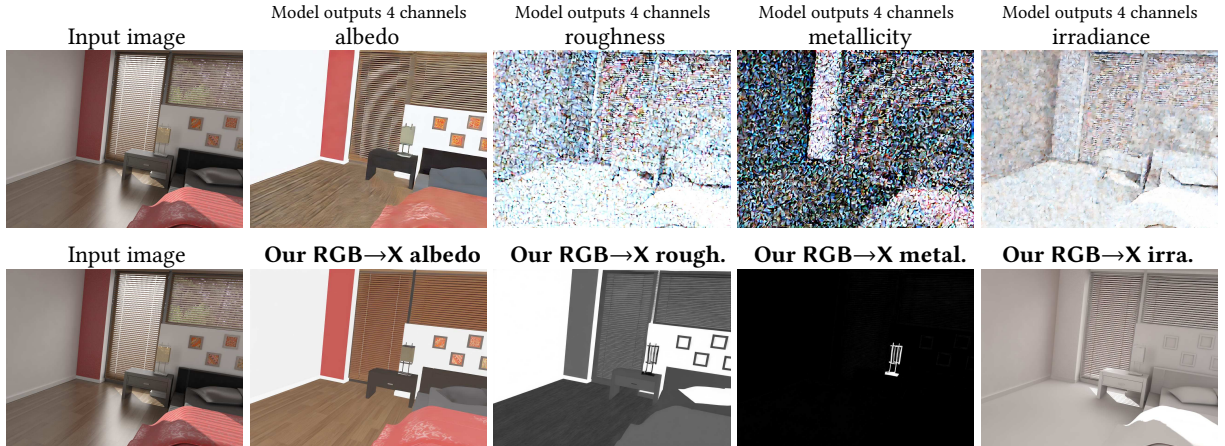 Model outputs 4 channels Model outputs 4 channels Model outputs 4 channels Model outputs 4 channels
Input image albedo roughness metallicity irradiance
Input image Our RGB→X albedo Our RGB→X rough. Our RGB→X metal. Our RGB→X irra.